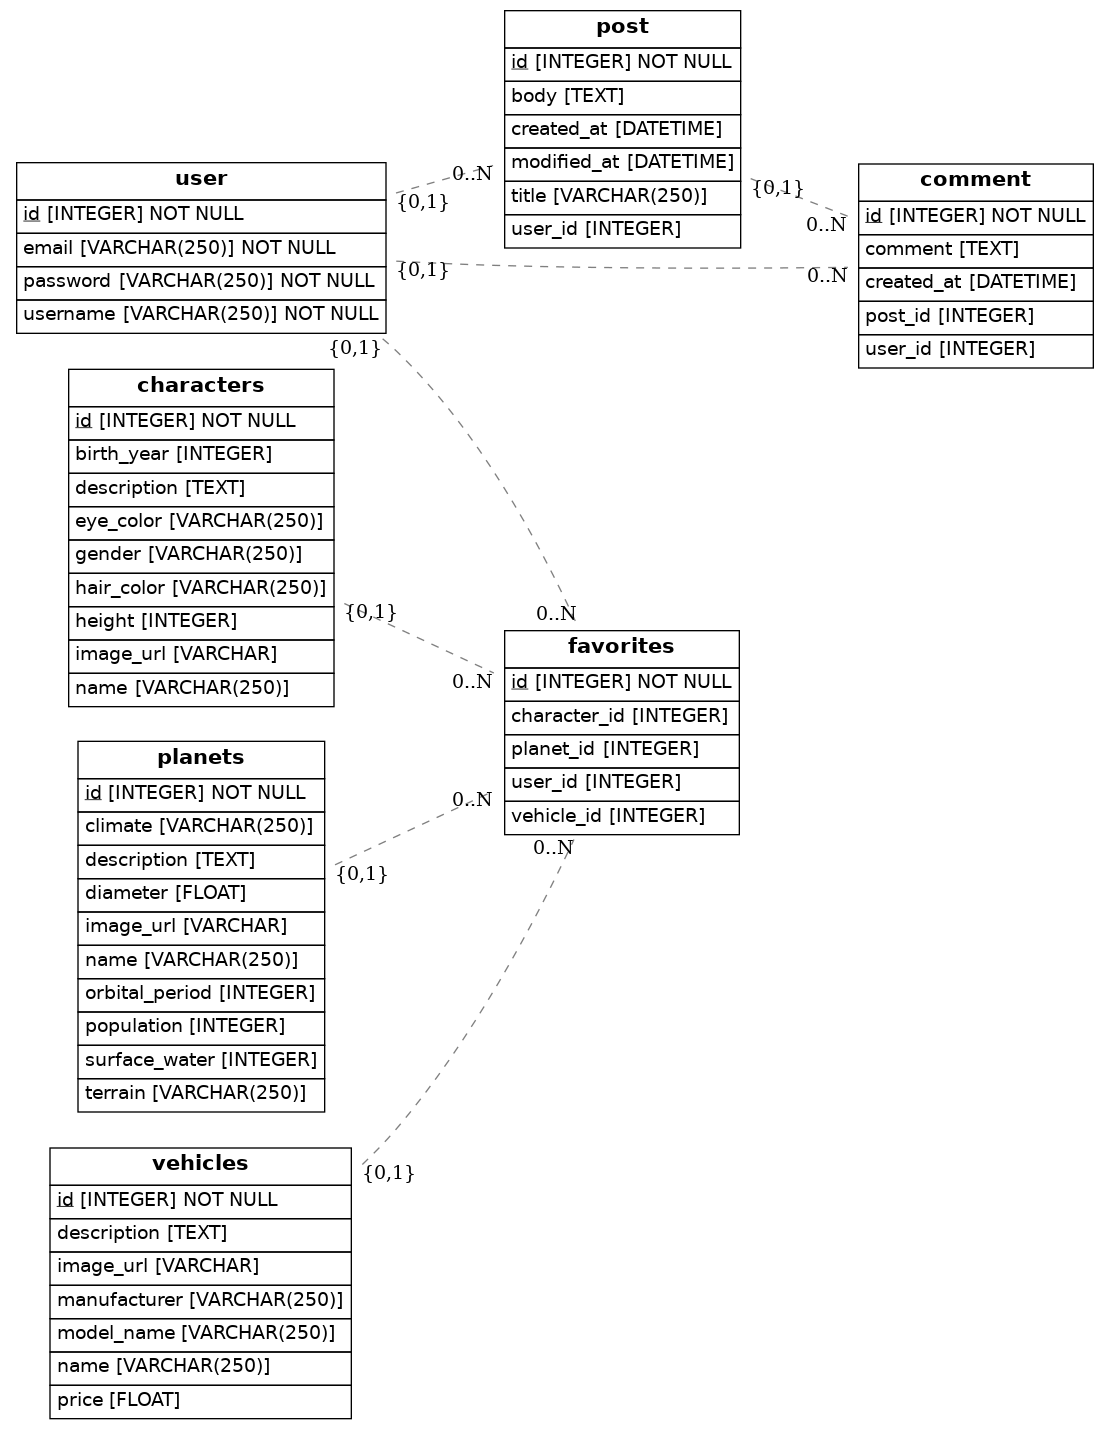 post
id [INTEGER] NOT NULL
body [TEXT]
created_at [DATETIME]
modified_at [DATETIME]
title [VARCHAR(250)]
user_id [INTEGER]
0..N
{0,1}
{0,1}
0..N
user
id [INTEGER] NOT NULL
email [VARCHAR(250)] NOT NULL
password [VARCHAR(250)] NOT NULL
username [VARCHAR(250)] NOT NULL
{0,1}
0..N
comment
id [INTEGER] NOT NULL
comment [TEXT]
created_at [DATETIME]
post_id [INTEGER]
user_id [INTEGER]
{0,1}
0..N
characters
id [INTEGER] NOT NULL
birth_year [INTEGER]
description [TEXT]
eye_color [VARCHAR(250)]
gender [VARCHAR(250)]
hair_color [VARCHAR(250)]
height [INTEGER]
image_url [VARCHAR]
name [VARCHAR(250)]
{0,1}
0..N
favorites
id [INTEGER] NOT NULL
character_id [INTEGER]
planet_id [INTEGER]
user_id [INTEGER]
vehicle_id [INTEGER]
planets
id [INTEGER] NOT NULL
climate [VARCHAR(250)]
description [TEXT]
diameter [FLOAT]
image_url [VARCHAR]
name [VARCHAR(250)]
orbital_period [INTEGER]
population [INTEGER]
surface_water [INTEGER]
terrain [VARCHAR(250)]
0..N
{0,1}
0..N
{0,1}
vehicles
id [INTEGER] NOT NULL
description [TEXT]
image_url [VARCHAR]
manufacturer [VARCHAR(250)]
model_name [VARCHAR(250)]
name [VARCHAR(250)]
price [FLOAT]